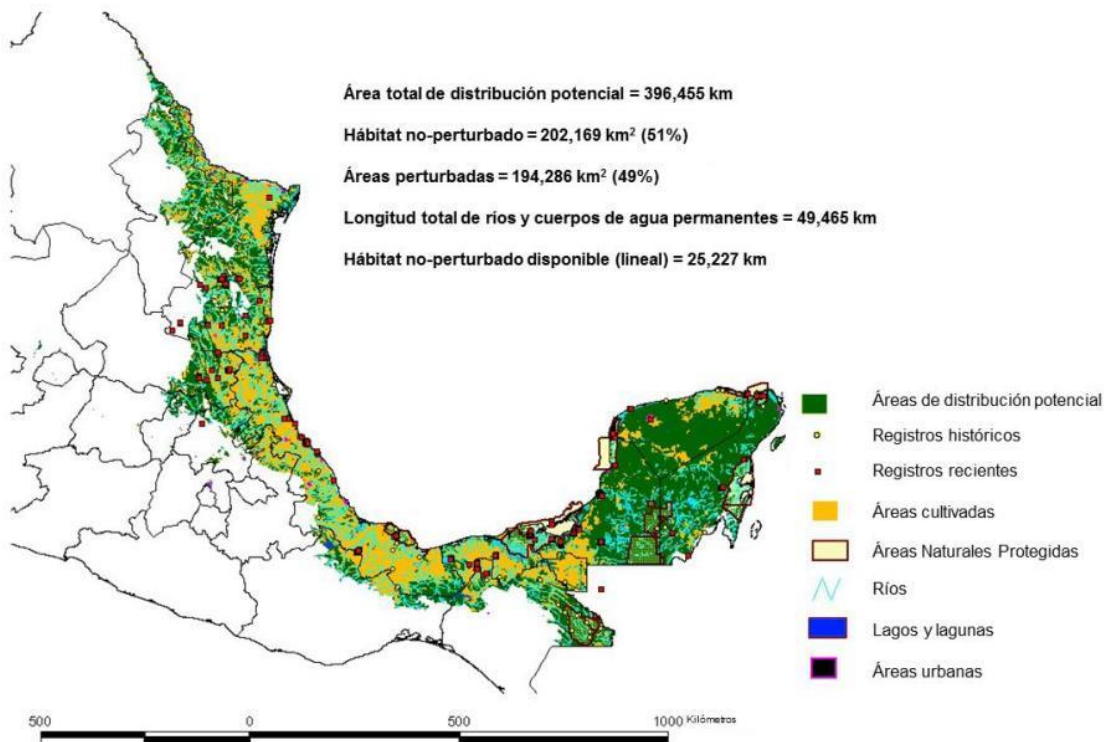 Área total de distribución potencial = 396,455 km
Hábitat no-perturbado = 202,169 km² (51%)
Áreas perturbadas = 194,286 km² (49%)
Longitud total de ríos y cuerpos de agua permanentes = 49,465 km
Hábitat no-perturbado disponible (lineal) = 25,227 km
Áreas de distribución potencial
Registros históricos
Registros recientes
Áreas cultivadas
Áreas Naturales Protegidas
Ríos
Lagos y lagunas
Áreas urbanas
500 0 500 1000 Kilómetros